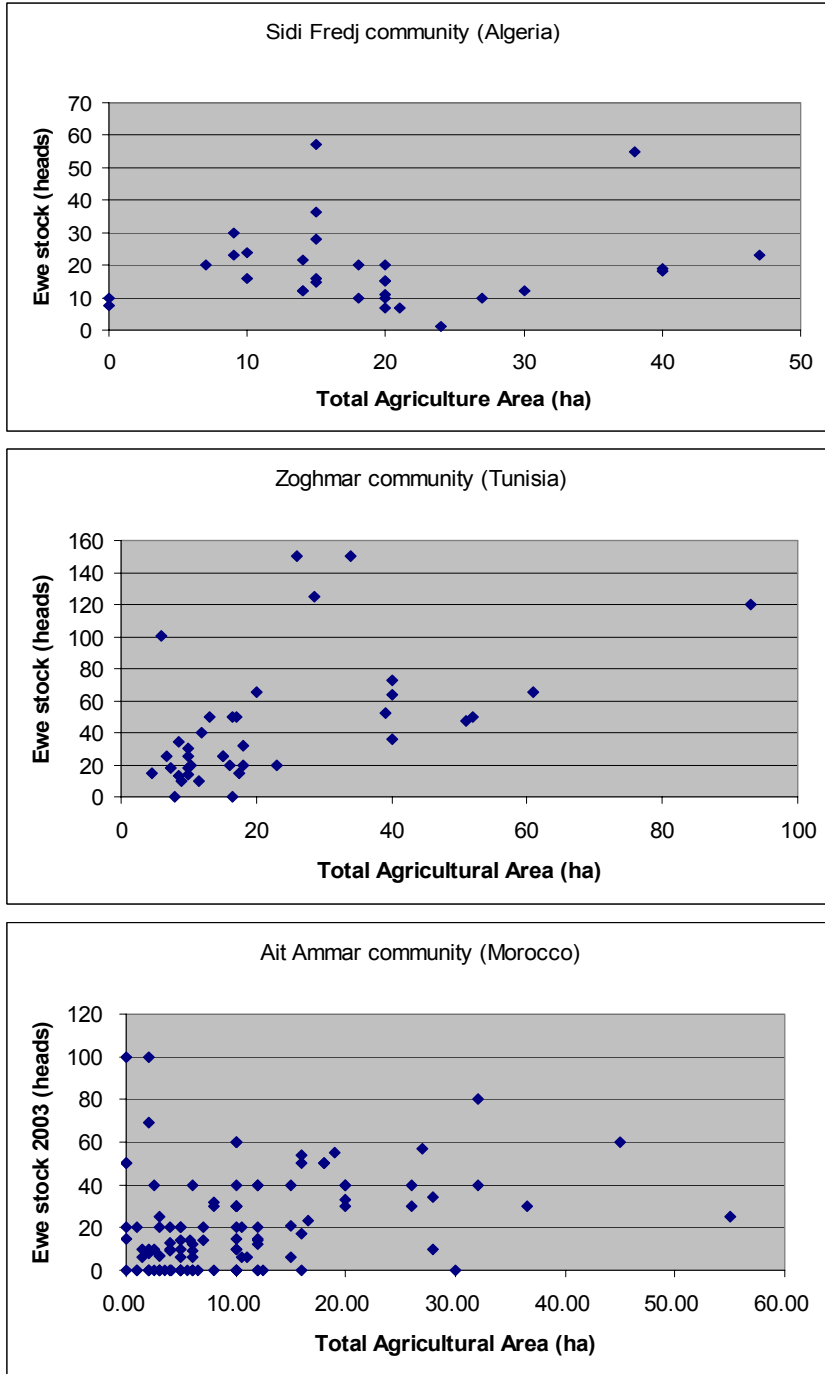 Sidi Fredj community (Algeria)
70
60
50
40
30
20
10
0
Ewe stock (heads)
0 10 20 30 40 50
Total Agriculture Area (ha)
Zoghmar community (Tunisia)
160
140
120
100
80
60
40
20
0
Ewe stock (heads)
0 20 40 60 80 100
Total Agricultural Area (ha)
Ait Ammar community (Morocco)
120
100
80
60
40
20
0
Ewe stock 2003 (heads)
0.00 10.00 20.00 30.00 40.00 50.00 60.00
Total Agricultural Area (ha)